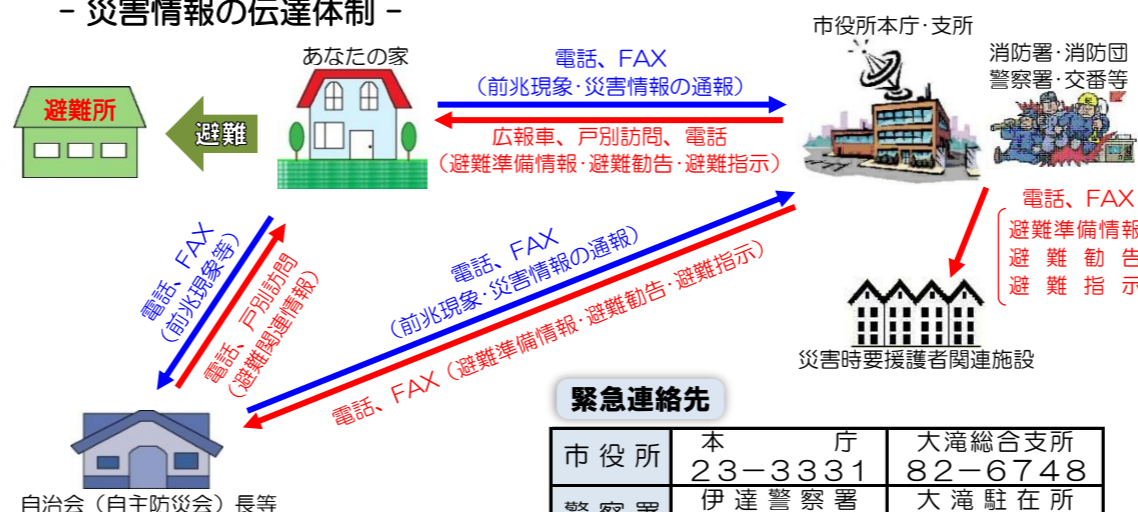 - 災害情報の伝達体制 -
市役所本庁・支所
消防署・消防団
警察署・交番等
あなたの家
避難所
避難
電話、FAX
(前兆現象・災害情報の通報)
広報車、戸別訪問、電話
(避難準備情報・避難勧告・避難指示)
電話、FAX
避難準備情報
避難勧告
避難指示
電話、FAX
(前兆現象等)
電話、戸別訪問
(避難関連情報)
電話、FAX
(前兆現象・災害情報の通報)
電話、FAX(避難準備情報・避難勧告・避難指示)
災害時要援護者関連施設
自治会(自主防災会)長等
緊急連絡先
市役所 本庁 大滝総合支所
23-3331 82-6748
警察署 伊達警察署 大滝駐在所